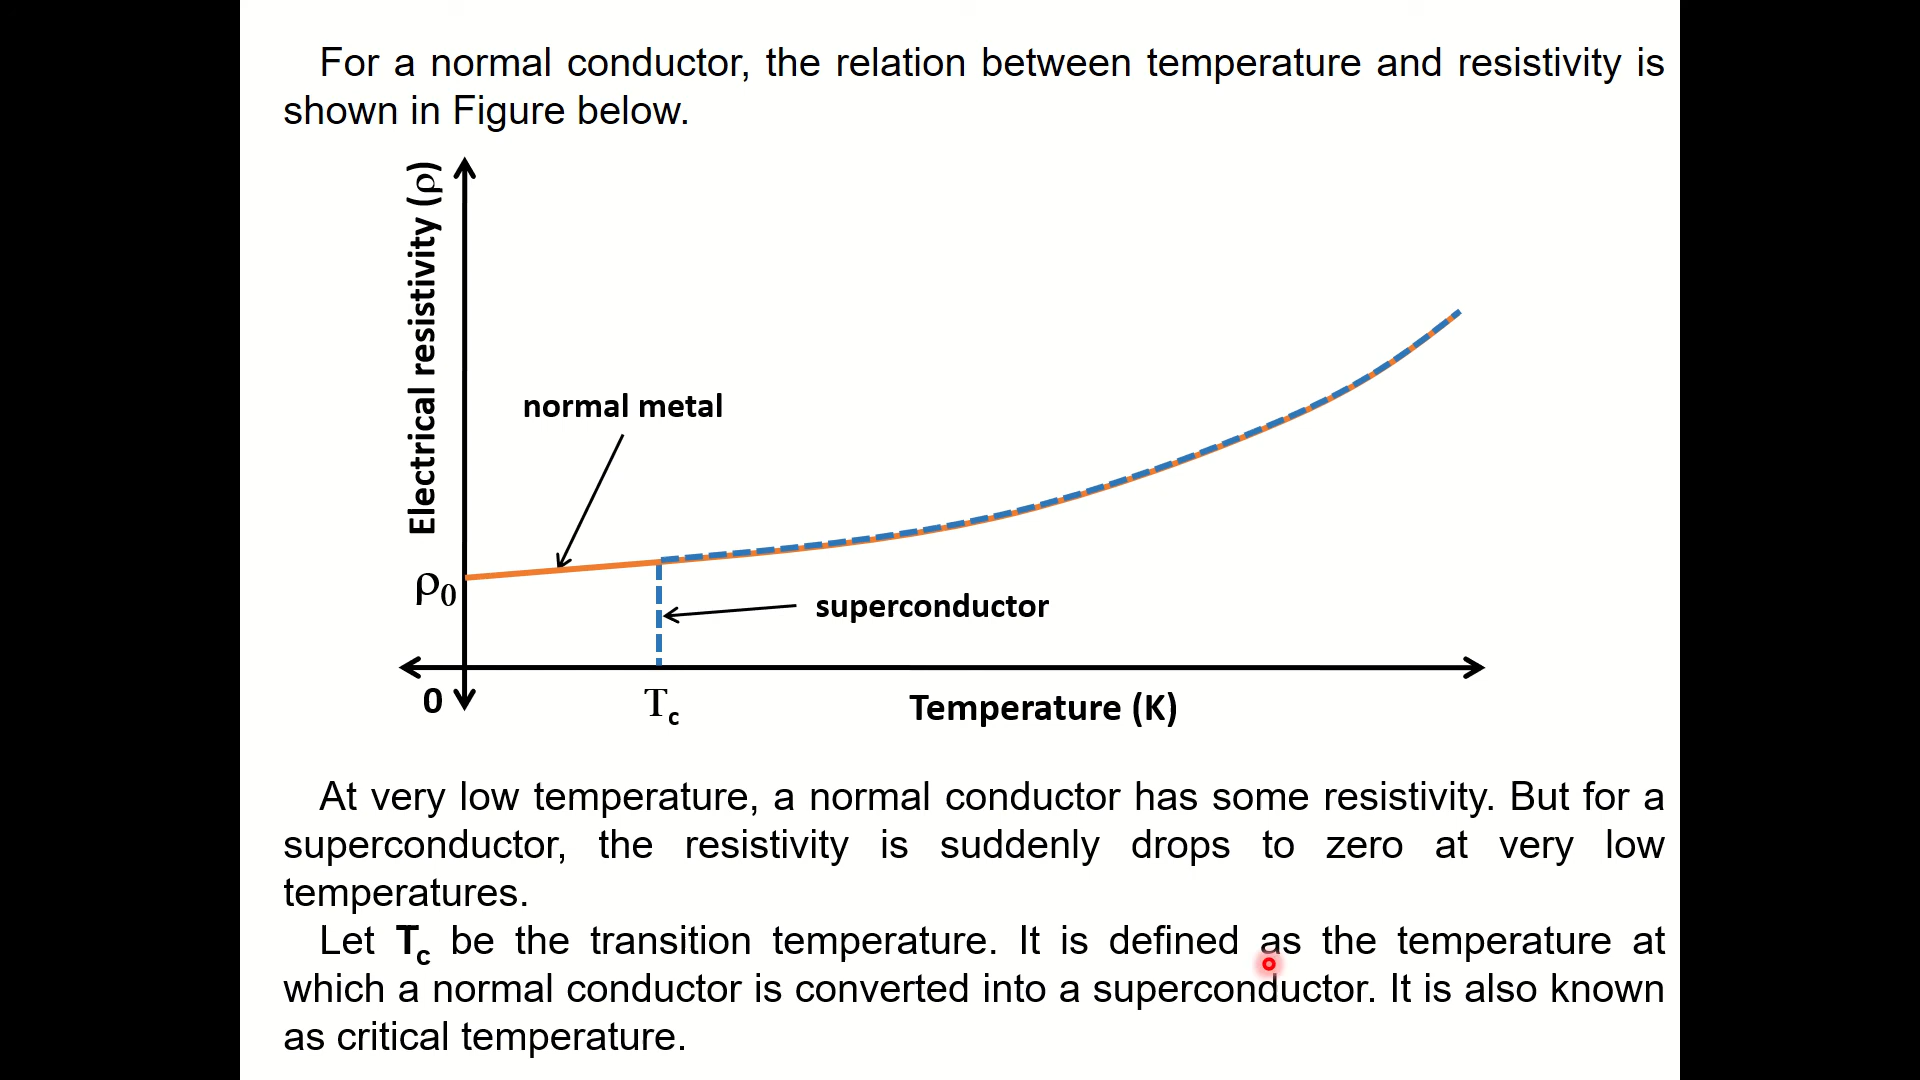 For a normal conductor, the relation between temperature and resistivity is
shown in Figure below.
Electrical resistivity (ρ)
normal metal
ρ0
superconductor
0
Tc
Temperature (K)
At very low temperature, a normal conductor has some resistivity. But for a
superconductor, the resistivity is suddenly drops to zero at very low
temperatures.
Let Tc be the transition temperature. It is defined as the temperature at
which a normal conductor is converted into a superconductor. It is also known
as critical temperature.